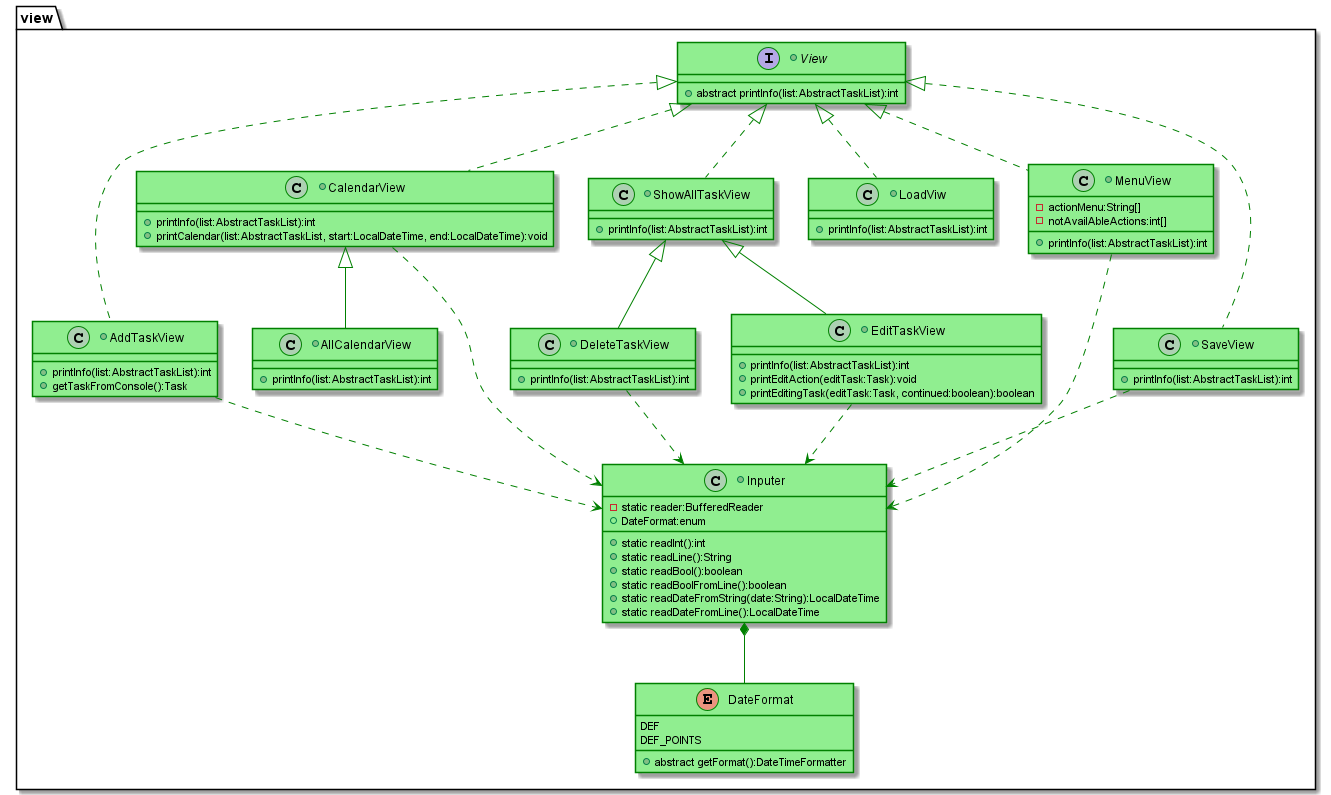 view
I View
abstract printInfo(list:AbstractTaskList):int
C CalendarView
printInfo(list:AbstractTaskList):int
printCalendar(list:AbstractTaskList, start:LocalDateTime, end:LocalDateTime):void
C ShowAllTaskView
printInfo(list:AbstractTaskList):int
C LoadViw
printInfo(list:AbstractTaskList):int
C MenuView
actionMenu:String[]
notAvailAbleActions:int[]
printInfo(list:AbstractTaskList):int
C AddTaskView
printInfo(list:AbstractTaskList):int
getTaskFromConsole():Task
C AllCalendarView
printInfo(list:AbstractTaskList):int
C DeleteTaskView
printInfo(list:AbstractTaskList):int
C EditTaskView
printInfo(list:AbstractTaskList):int
printEditAction(editTask:Task):void
printEditingTask(editTask:Task, continued:boolean):boolean
C SaveView
printInfo(list:AbstractTaskList):int
C Inputer
static reader:BufferedReader
DateFormat:enum
static readInt():int
static readLine():String
static readBool():boolean
static readBoolFromLine():boolean
static readDateFromString(date:String):LocalDateTime
static readDateFromLine():LocalDateTime
E DateFormat
DEF
DEF_POINTS
abstract getFormat():DateTimeFormatter